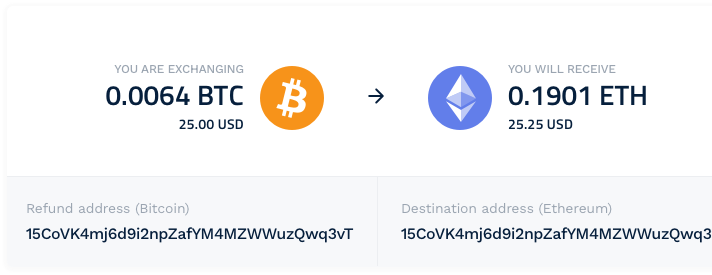 YOU ARE EXCHANGING
0.0064 BTC
25.00 USD
YOU WILL RECEIVE
0.1901 ETH
25.25 USD
Refund address (Bitcoin)
15CoVK4mj6d9i2npZafYM4MZWWuzQwq3vT
Destination address (Ethereum)
15CoVK4mj6d9i2npZafYM4MZWWuzQwq3